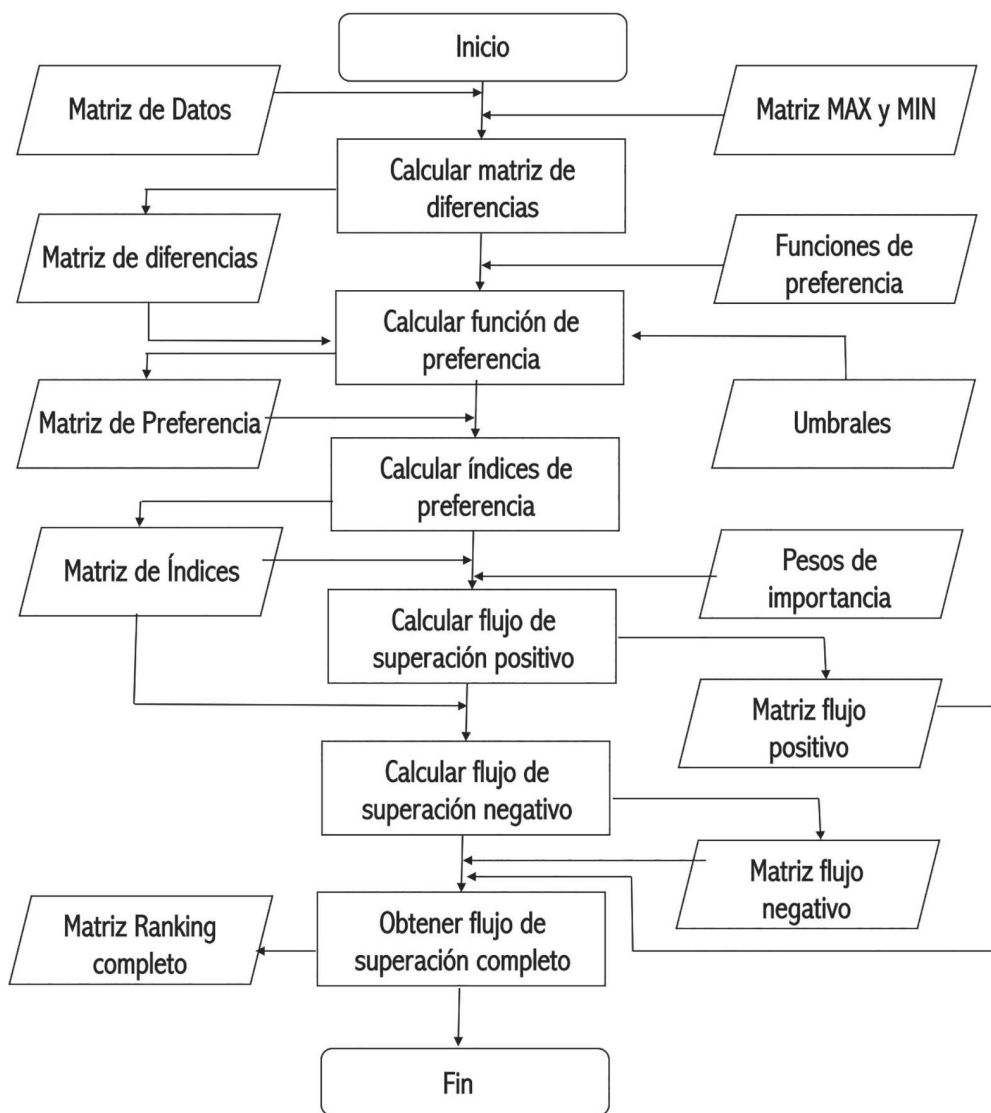 Inicio
Matriz de Datos
Matriz MAX y MIN
Calcular matriz de
diferencias
Matriz de diferencias
Funciones de
preferencia
Calcular función de
preferencia
Matriz de Preferencia
Umbrales
Calcular índices de
preferencia
Matriz de Índices
Pesos de
importancia
Calcular flujo de
superación positivo
Matriz flujo
positivo
Calcular flujo de
superación negativo
Matriz flujo
negativo
Matriz Ranking
completo
Obtener flujo de
superación completo
Fin